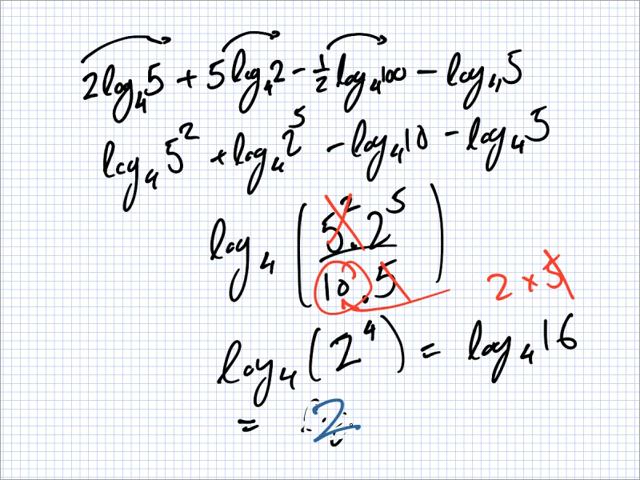 2log₄5 + 5log₄2 - ½log₄100 - log₄5
log₄5² + log₄2⁵ - log₄10 - log₄5
log₄(5².2⁵ / 10.5)
2 × 5
log₄(2⁴) = log₄16
= 2